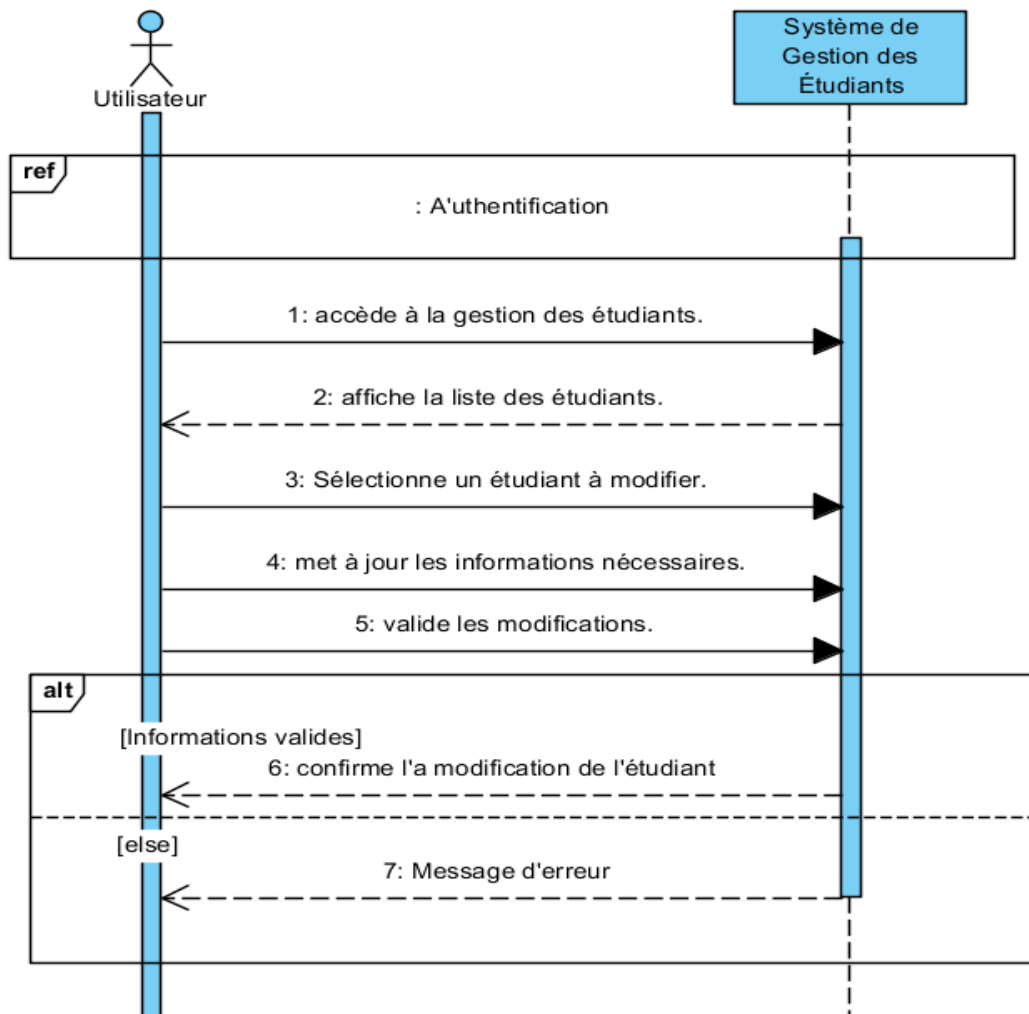 Système de
Gestion des
Étudiants
Utilisateur
ref
: A'uthentification
1: accède à la gestion des étudiants.
2: affiche la liste des étudiants.
3: Sélectionne un étudiant à modifier.
4: met à jour les informations nécessaires.
5: valide les modifications.
alt
[Informations valides]
6: confirme l'a modification de l'étudiant
[else]
7: Message d'erreur